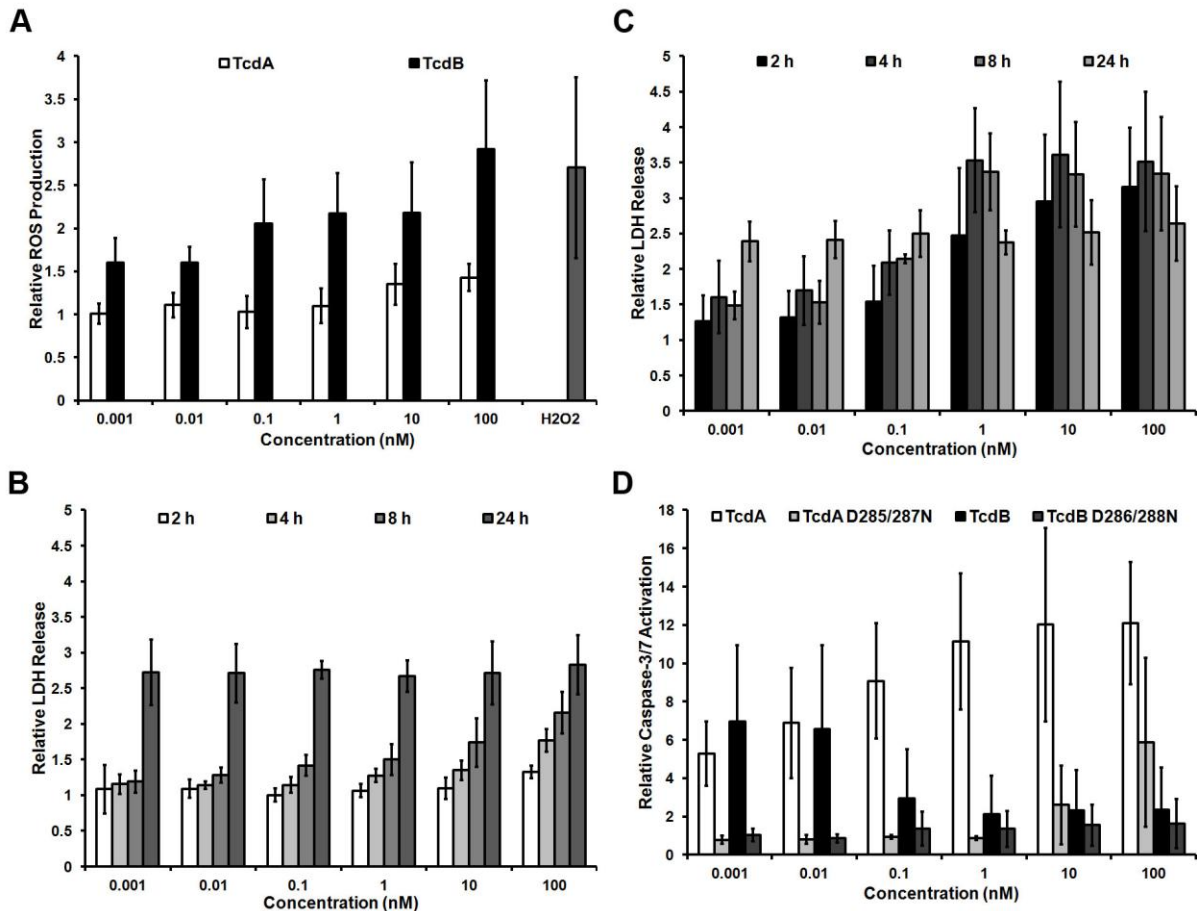 A
TcdA TcdB
Relative ROS Production
4
3.5
3
2.5
2
1.5
1
0.5
0
0.001 0.01 0.1 1 10 100 H2O2
Concentration (nM)
B
2 h 4 h 8 h 24 h
Relative LDH Release
5
4.5
4
3.5
3
2.5
2
1.5
1
0.5
0
0.001 0.01 0.1 1 10 100
Concentration (nM)
C
2 h 4 h 8 h 24 h
Relative LDH Release
5
4.5
4
3.5
3
2.5
2
1.5
1
0.5
0
0.001 0.01 0.1 1 10 100
Concentration (nM)
D
TcdA TcdA D285/287N TcdB TcdB D286/288N
Relative Caspase-3/7 Activation
18
16
14
12
10
8
6
4
2
0
0.001 0.01 0.1 1 10 100
Concentration (nM)